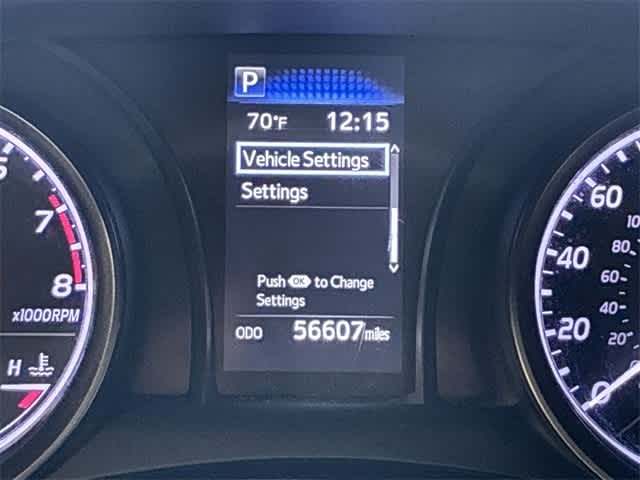 P
70°F 12:15
Vehicle Settings
Settings
Push OK to Change
Settings
ODO 56607 miles
7
8
x1000RPM
H
60
40
20
0
80
60
40
20